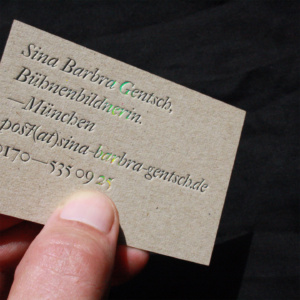 Sina Barbra Gentsch,
Bühnenbildnerin.
—München
post(at)sina-barbra-gentsch.de
0170—535 09 25